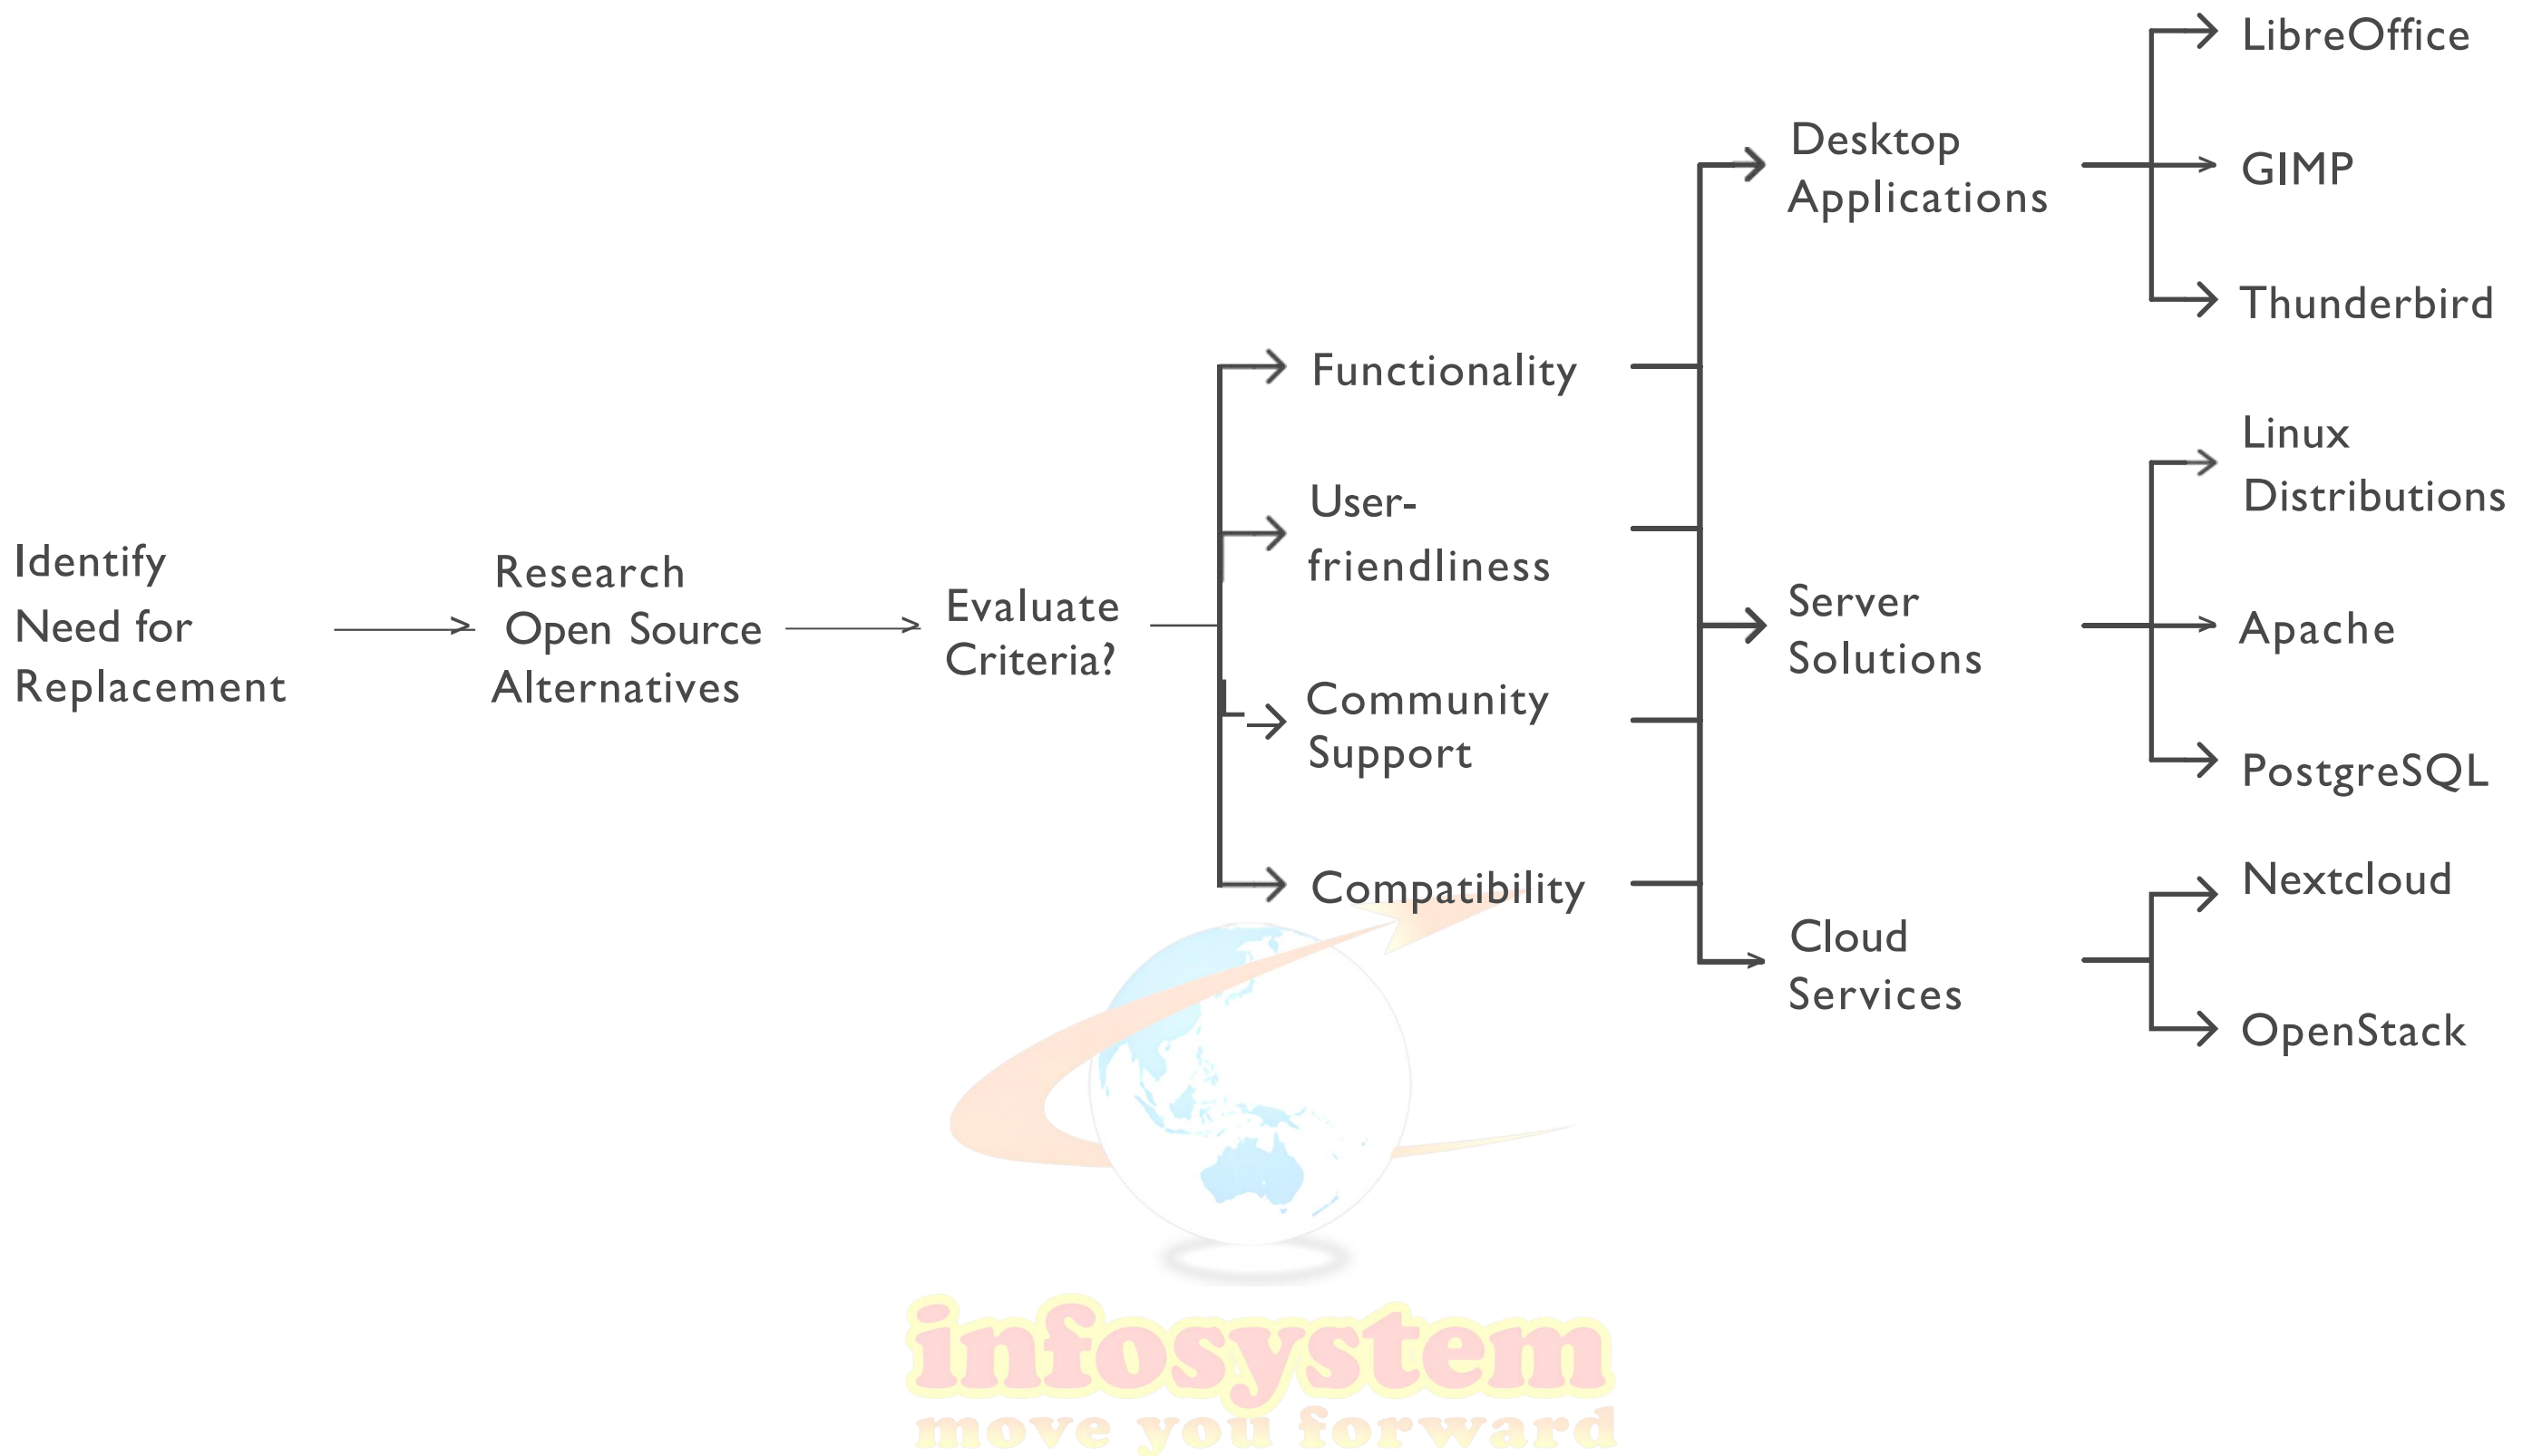 Identify
Need for
Replacement
Research
Open Source
Alternatives
Evaluate
Criteria?
Functionality
User-
friendliness
Community
Support
Compatibility
Desktop
Applications
Server
Solutions
Cloud
Services
LibreOffice
GIMP
Thunderbird
Linux
Distributions
Apache
PostgreSQL
Nextcloud
OpenStack
infosystem
move you forward